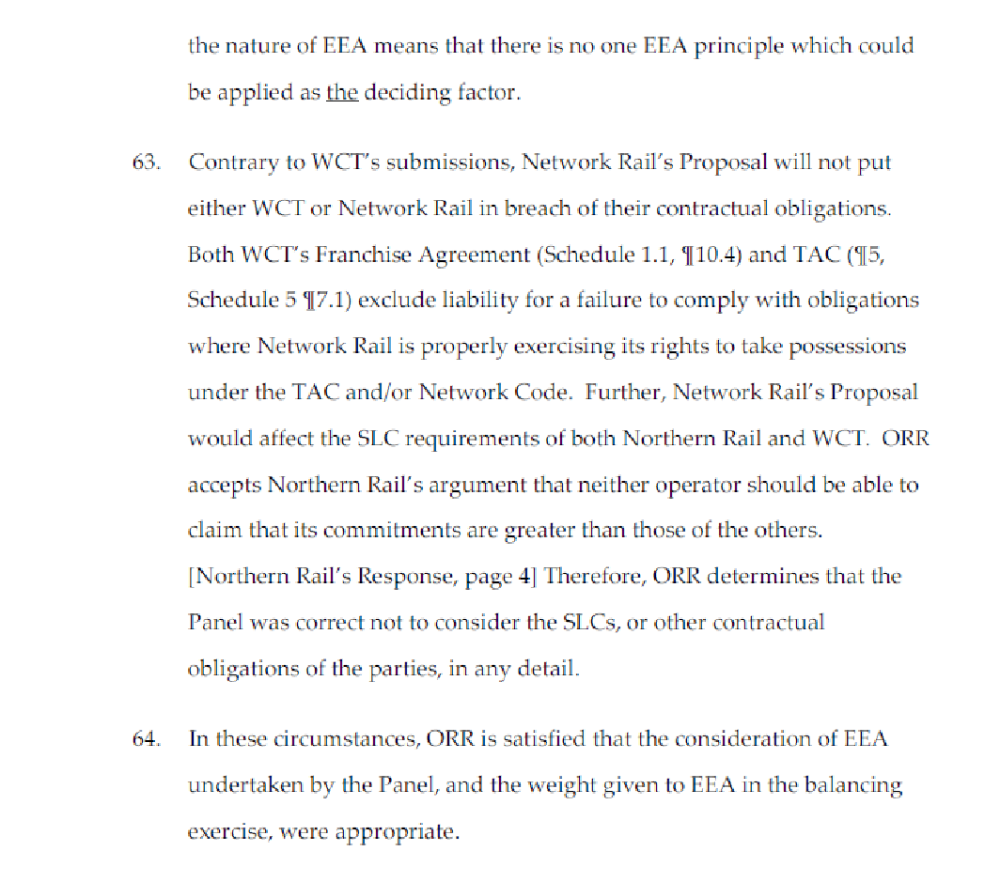 the nature of EEA means that there is no one EEA principle which could
be applied as the deciding factor.
63. Contrary to WCT's submissions, Network Rail's Proposal will not put
either WCT or Network Rail in breach of their contractual obligations.
Both WCT's Franchise Agreement (Schedule 1.1, ¶10.4) and TAC (¶5,
Schedule 5 ¶7.1) exclude liability for a failure to comply with obligations
where Network Rail is properly exercising its rights to take possessions
under the TAC and/or Network Code.  Further, Network Rail's Proposal
would affect the SLC requirements of both Northern Rail and WCT.  ORR
accepts Northern Rail's argument that neither operator should be able to
claim that its commitments are greater than those of the others.
[Northern Rail's Response, page 4] Therefore, ORR determines that the
Panel was correct not to consider the SLCs, or other contractual
obligations of the parties, in any detail.
64. In these circumstances, ORR is satisfied that the consideration of EEA
undertaken by the Panel, and the weight given to EEA in the balancing
exercise, were appropriate.